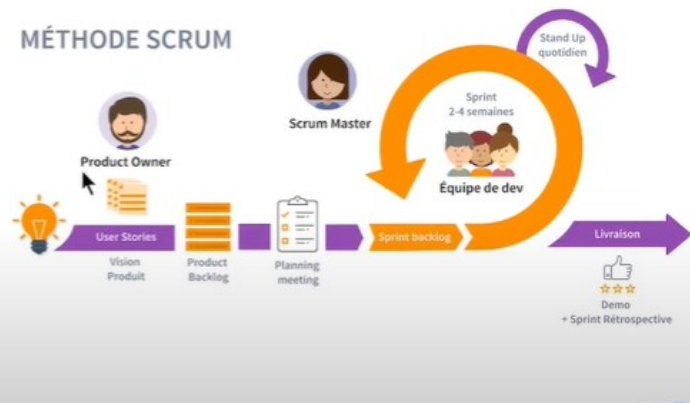 MÉTHODE SCRUM
Stand Up
quotidien
Sprint
2-4 semaines
Scrum Master
Product Owner
Équipe de dev
User Stories
Sprint backlog
Livraison
Vision
Produit
Product
Backlog
Planning
meeting
Demo
+ Sprint Rétrospective